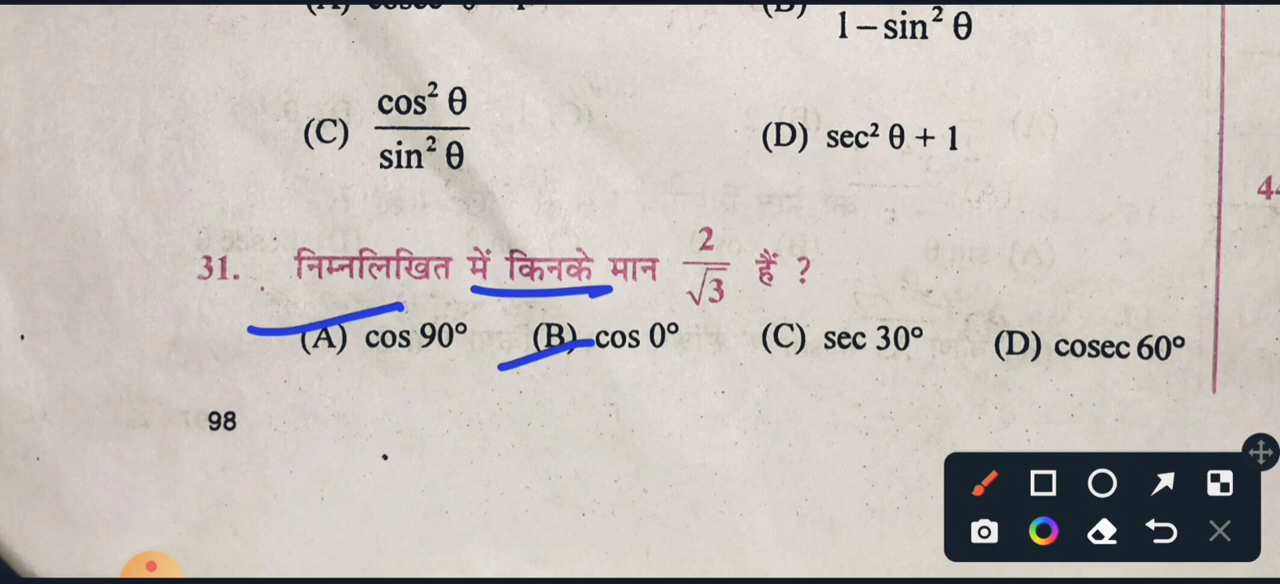 1 – sin² θ
(C) cos² θ / sin² θ (D) sec² θ + 1
31. निम्नलिखित में किनके मान 2/√3 हैं ?
(A) cos 90° (B) cos 0° (C) sec 30° (D) cosec 60°
98